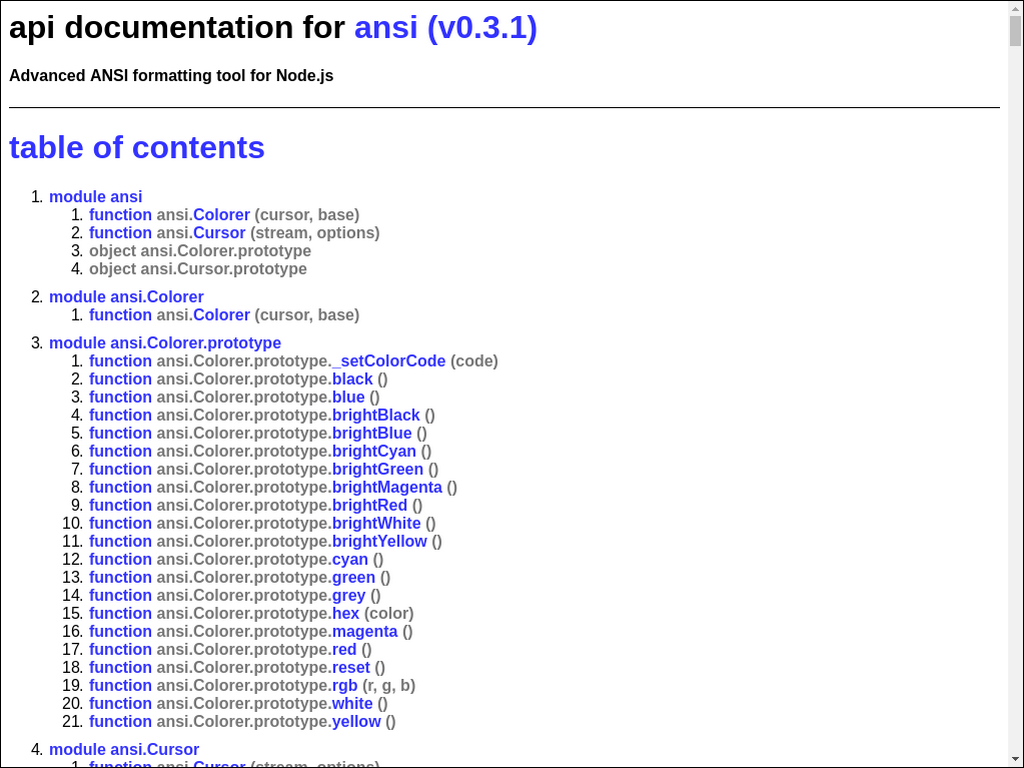 api documentation for ansi (v0.3.1)
Advanced ANSI formatting tool for Node.js
table of contents
1. module ansi
1. function ansi.Colorer (cursor, base)
2. function ansi.Cursor (stream, options)
3. object ansi.Colorer.prototype
4. object ansi.Cursor.prototype
2. module ansi.Colorer
1. function ansi.Colorer (cursor, base)
3. module ansi.Colorer.prototype
1. function ansi.Colorer.prototype._setColorCode (code)
2. function ansi.Colorer.prototype.black ()
3. function ansi.Colorer.prototype.blue ()
4. function ansi.Colorer.prototype.brightBlack ()
5. function ansi.Colorer.prototype.brightBlue ()
6. function ansi.Colorer.prototype.brightCyan ()
7. function ansi.Colorer.prototype.brightGreen ()
8. function ansi.Colorer.prototype.brightMagenta ()
9. function ansi.Colorer.prototype.brightRed ()
10. function ansi.Colorer.prototype.brightWhite ()
11. function ansi.Colorer.prototype.brightYellow ()
12. function ansi.Colorer.prototype.cyan ()
13. function ansi.Colorer.prototype.green ()
14. function ansi.Colorer.prototype.grey ()
15. function ansi.Colorer.prototype.hex (color)
16. function ansi.Colorer.prototype.magenta ()
17. function ansi.Colorer.prototype.red ()
18. function ansi.Colorer.prototype.reset ()
19. function ansi.Colorer.prototype.rgb (r, g, b)
20. function ansi.Colorer.prototype.white ()
21. function ansi.Colorer.prototype.yellow ()
4. module ansi.Cursor
1. function ansi.Cursor (stream, options)